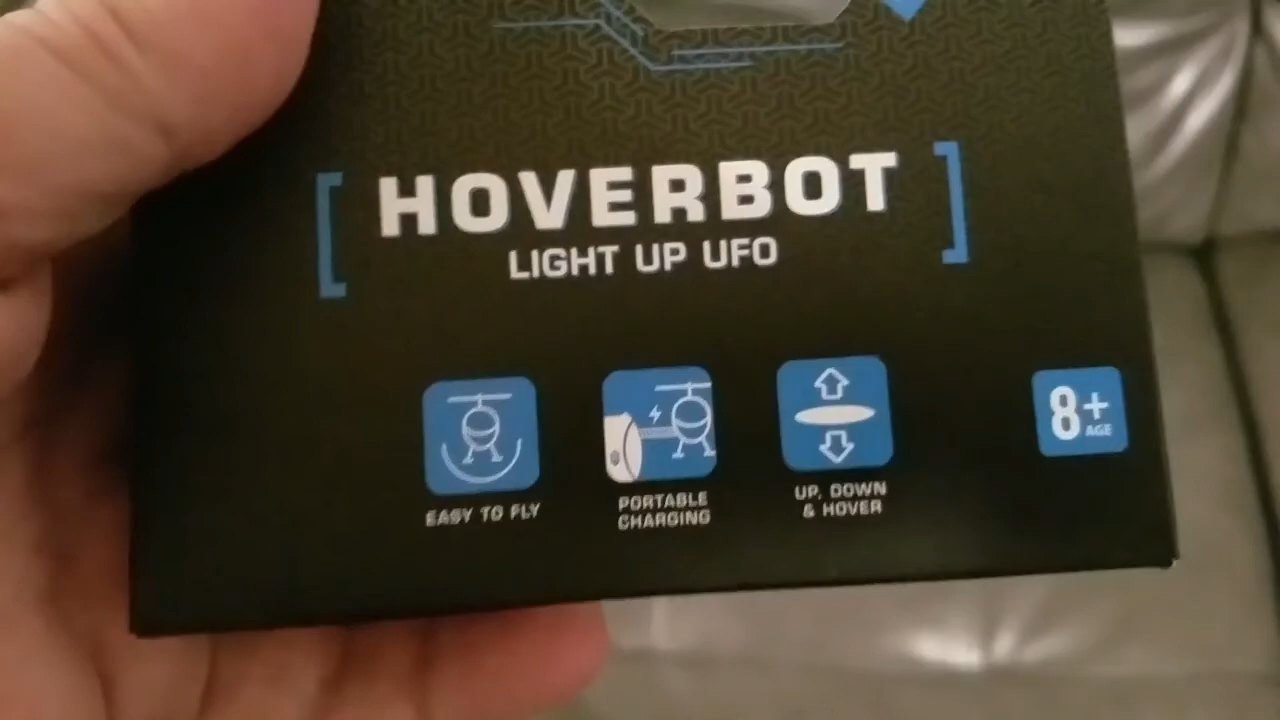 HOVERBOT
LIGHT UP UFO
EASY TO FLY
PORTABLE
CHARGING
UP, DOWN
& HOVER
8+
AGE